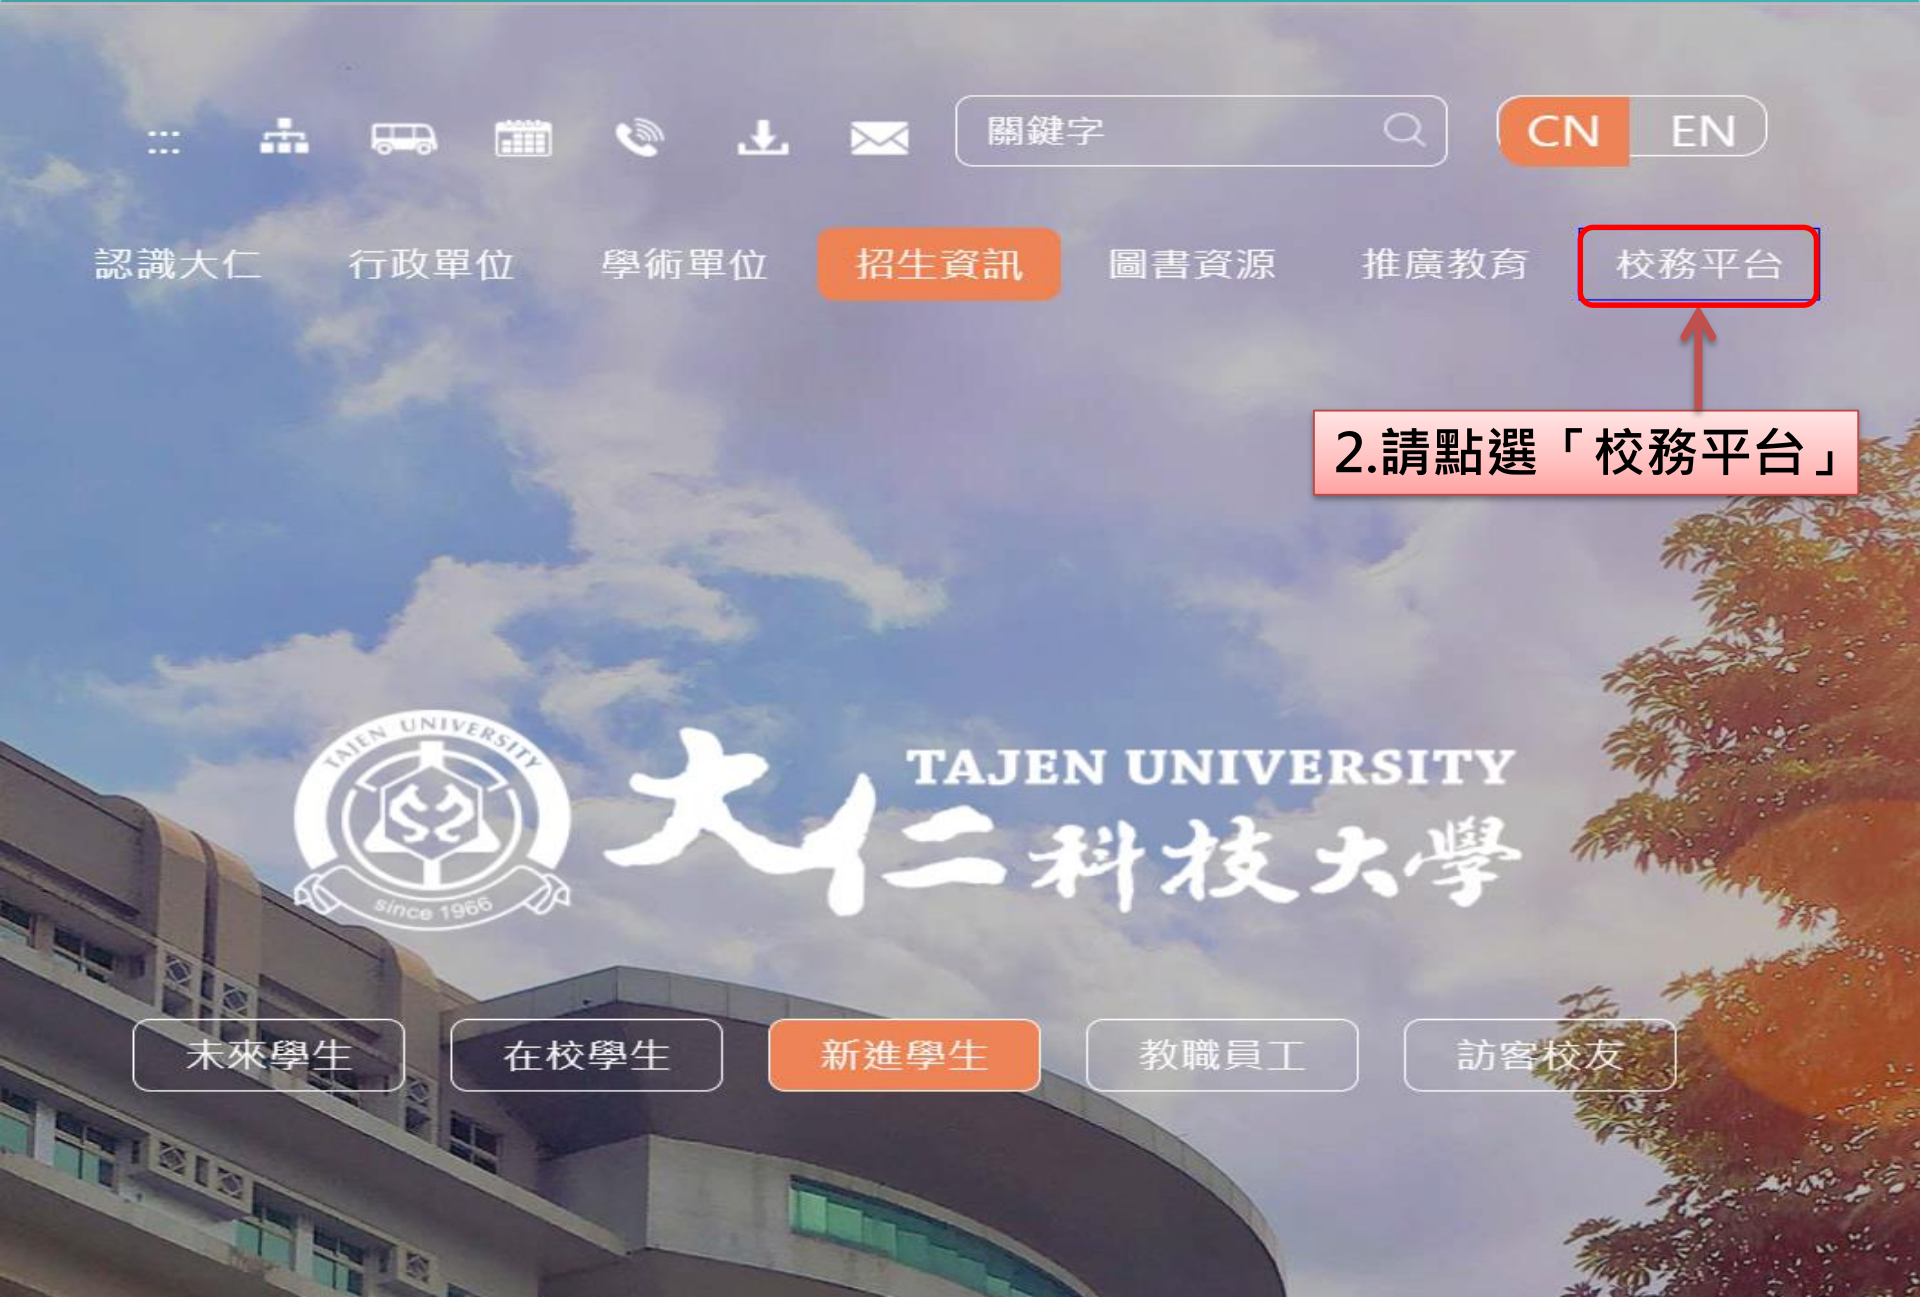 :::
關鍵字
CN EN
認識大仁 行政單位 學術單位 招生資訊 圖書資源 推廣教育 校務平台
2.請點選「校務平台」
TAJEN UNIVERSITY
since 1966
TAJEN UNIVERSITY
大仁科技大學
未來學生 在校學生 新進學生 教職員工 訪客校友